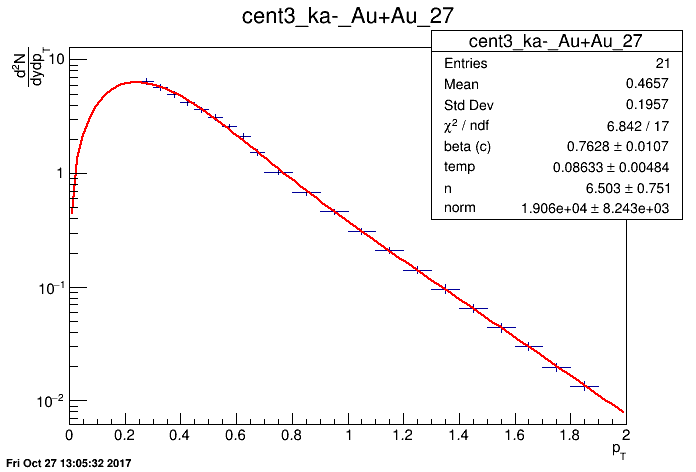 cent3_ka-_Au+Au_27
cent3_ka-_Au+Au_27
Entries 21
Mean 0.4657
Std Dev 0.1957
χ² / ndf 6.842 / 17
beta (c) 0.7628 ± 0.0107
temp 0.08633 ± 0.00484
n 6.503 ± 0.751
norm 1.906e+04 ± 8.243e+03
d²N
dydp_T
10
1
10⁻¹
10⁻²
0 0.2 0.4 0.6 0.8 1 1.2 1.4 1.6 1.8 2
p_T
Fri Oct 27 13:05:32 2017